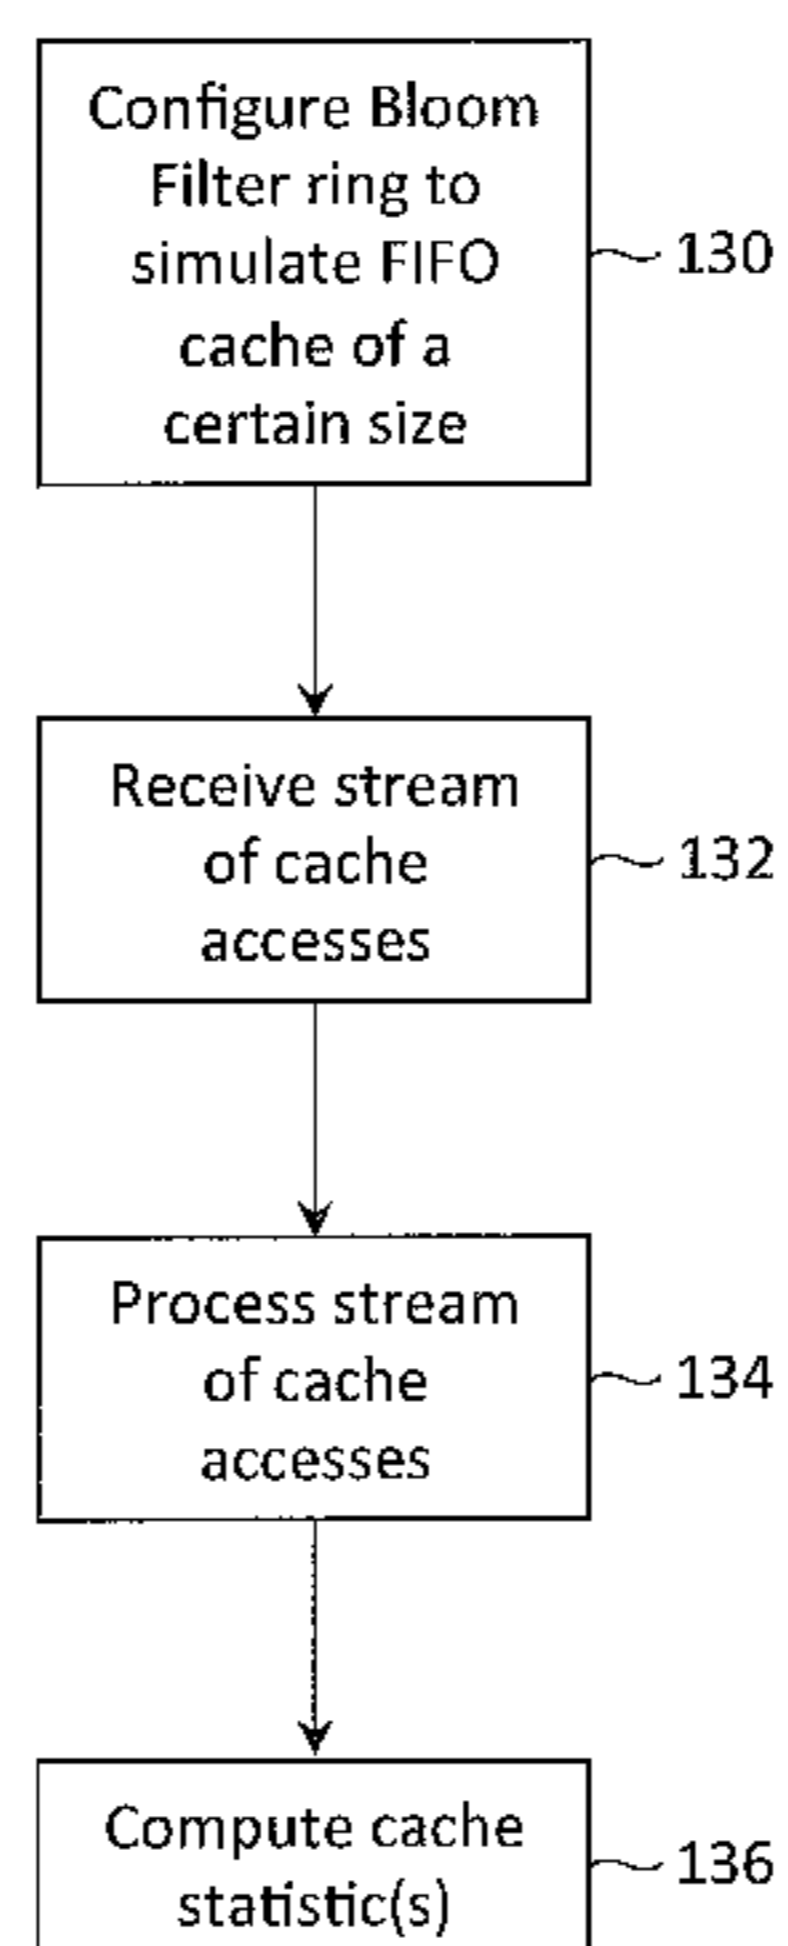 Configure Bloom
Filter ring to
simulate FIFO
cache of a
certain size
130
Receive stream
of cache
accesses
132
Process stream
of cache
accesses
134
Compute cache
statistic(s)
136